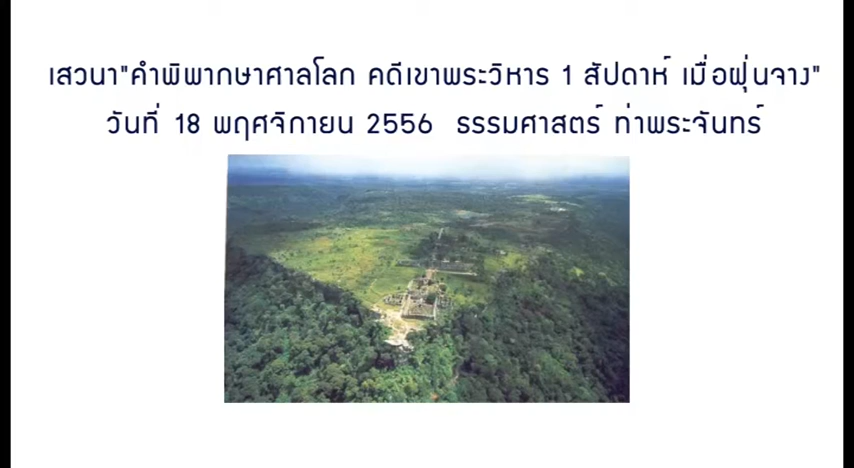 เสวนา"คำพิพากษาศาลโลก คดีเขาพระวิหาร 1 สัปดาห์ เมื่อฝุ่นจาง"
วันที่ 18 พฤศจิกายน 2556 ธรรมศาสตร์ ท่าพระจันทร์